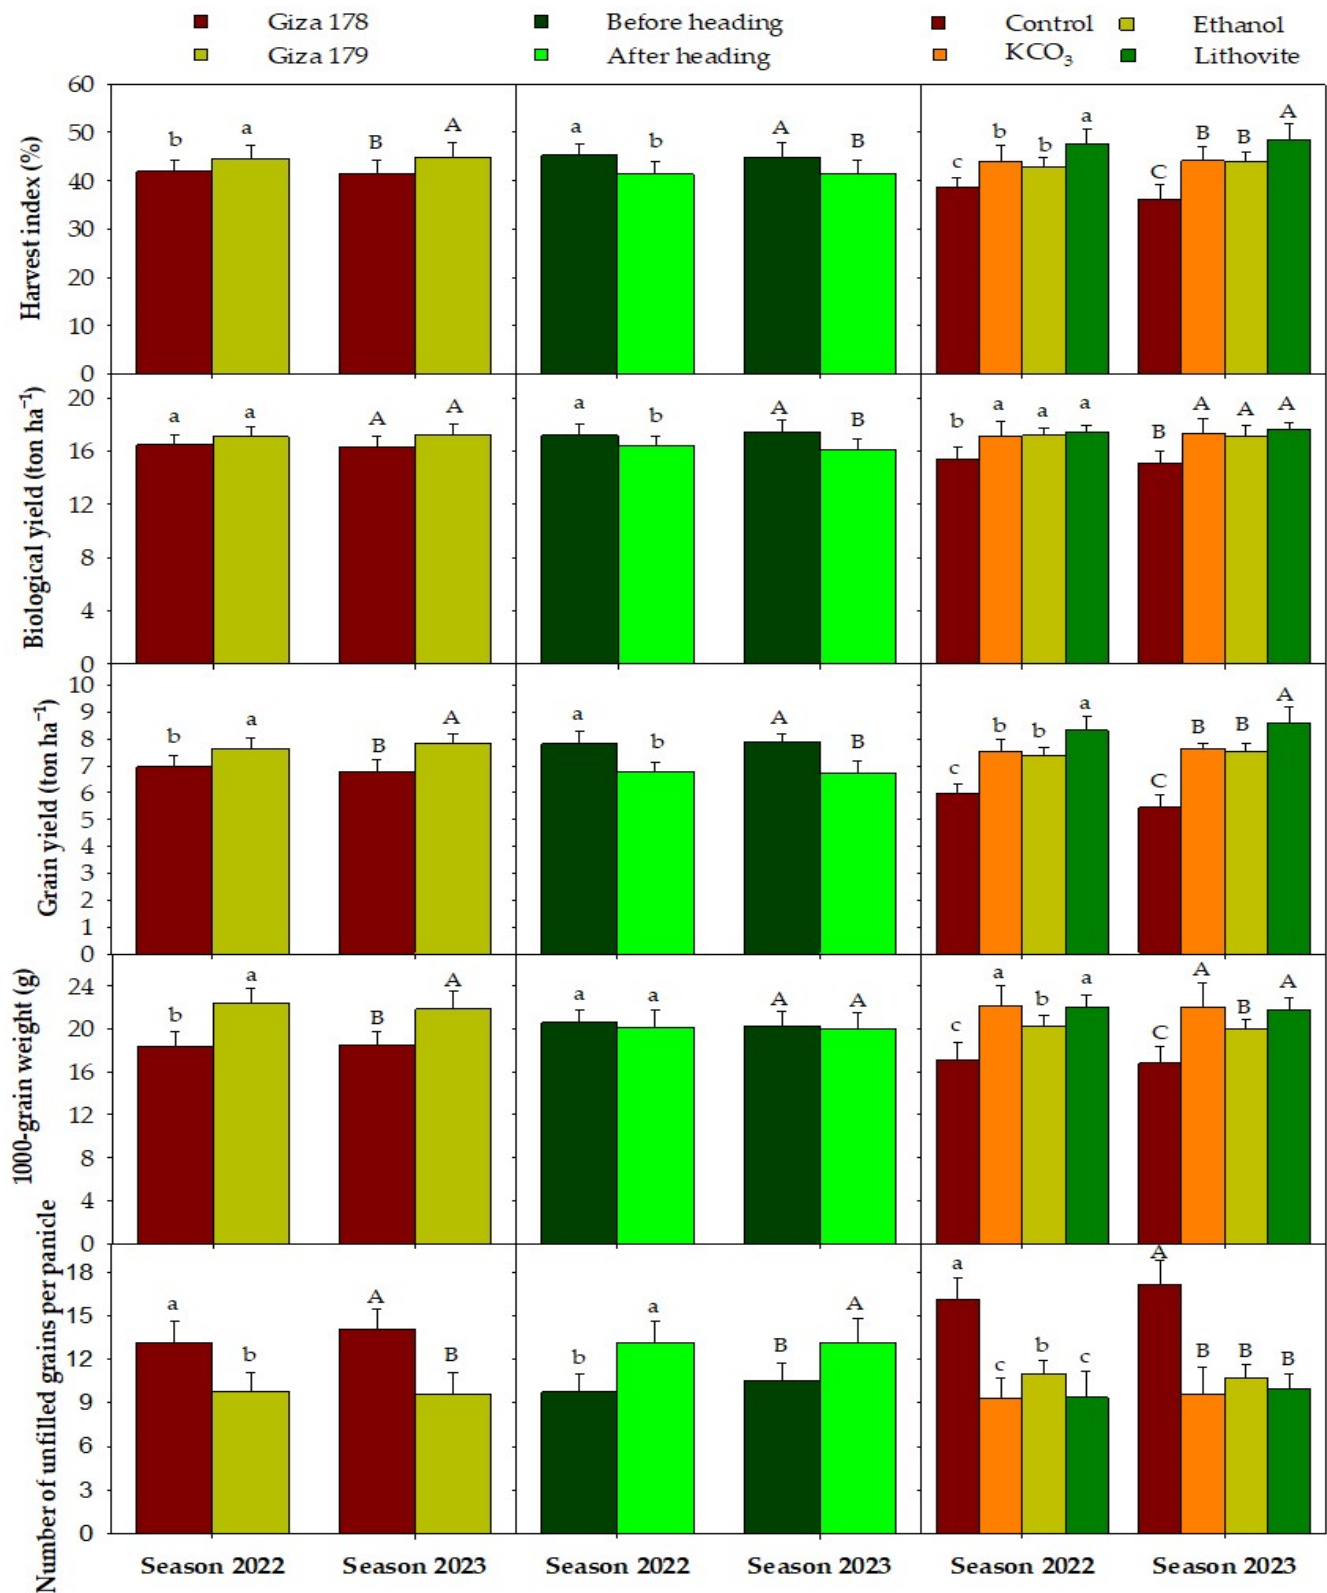 Giza 178 Before heading Control Ethanol
Giza 179 After heading KCO₃ Lithovite
Harvest index (%)
60
50
40
30
20
10
0
b a B A
a b A B
c b b a C B B A
Biological yield (ton ha⁻¹)
20
16
12
8
4
0
a a A A
a b A B
b a a a B A A A
Grain yield (ton ha⁻¹)
10
9
8
7
6
5
4
3
2
1
0
b a B A
a b A B
c b b a C B B A
1000-grain weight (g)
24
20
16
12
8
4
0
b a B A
a a A A
c a b a C A B A
Number of unfilled grains per panicle
18
15
12
9
6
3
0
a b A B
b a B A
a c b c A B B B
Season 2022 Season 2023 Season 2022 Season 2023 Season 2022 Season 2023